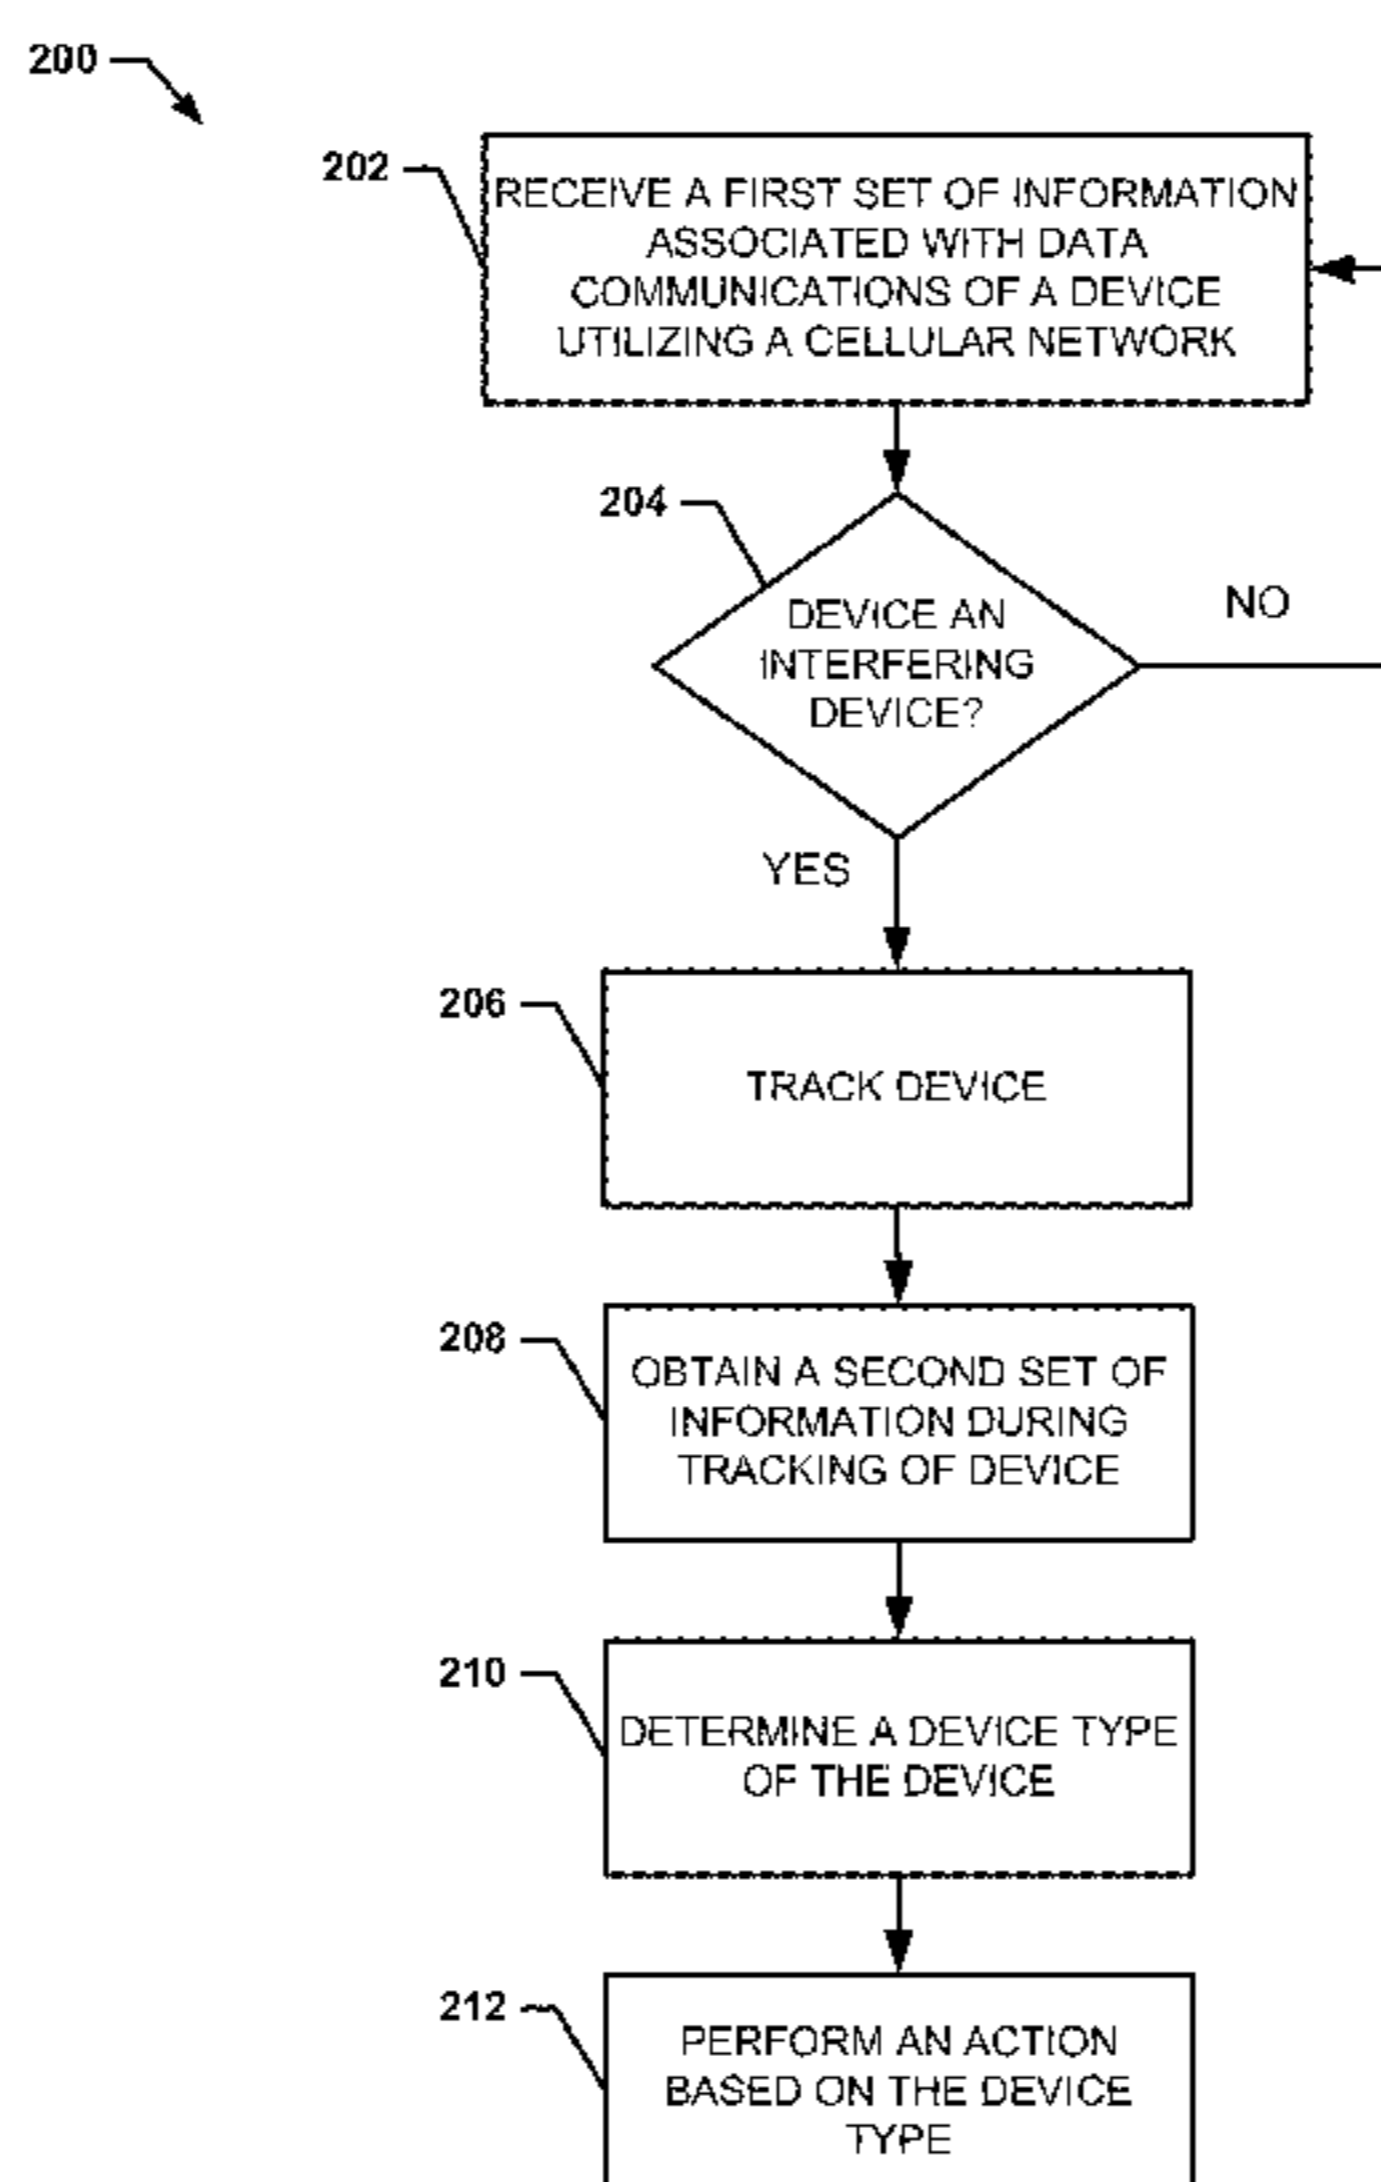 200
202
RECEIVE A FIRST SET OF INFORMATION
ASSOCIATED WITH DATA
COMMUNICATIONS OF A DEVICE
UTILIZING A CELLULAR NETWORK
204
DEVICE AN
INTERFERING
DEVICE?
NO
YES
206
TRACK DEVICE
208
OBTAIN A SECOND SET OF
INFORMATION DURING
TRACKING OF DEVICE
210
DETERMINE A DEVICE TYPE
OF THE DEVICE
212
PERFORM AN ACTION
BASED ON THE DEVICE
TYPE